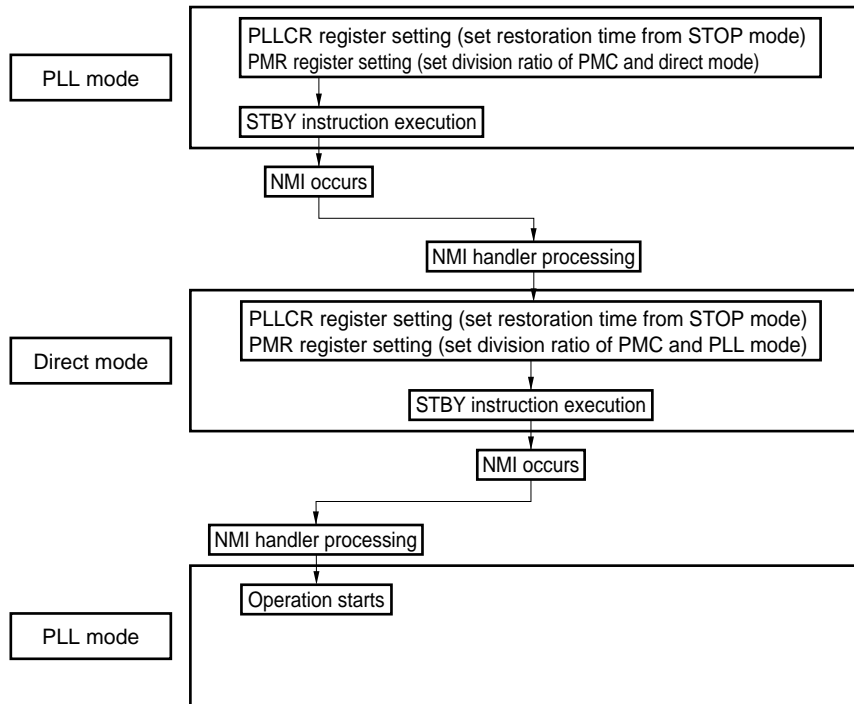 PLLCR register setting (set restoration time from STOP mode)
PMR register setting (set division ratio of PMC and direct mode)
PLL mode
STBY instruction execution
NMI occurs
NMI handler processing
PLLCR register setting (set restoration time from STOP mode)
PMR register setting (set division ratio of PMC and PLL mode)
Direct mode
STBY instruction execution
NMI occurs
NMI handler processing
Operation starts
PLL mode